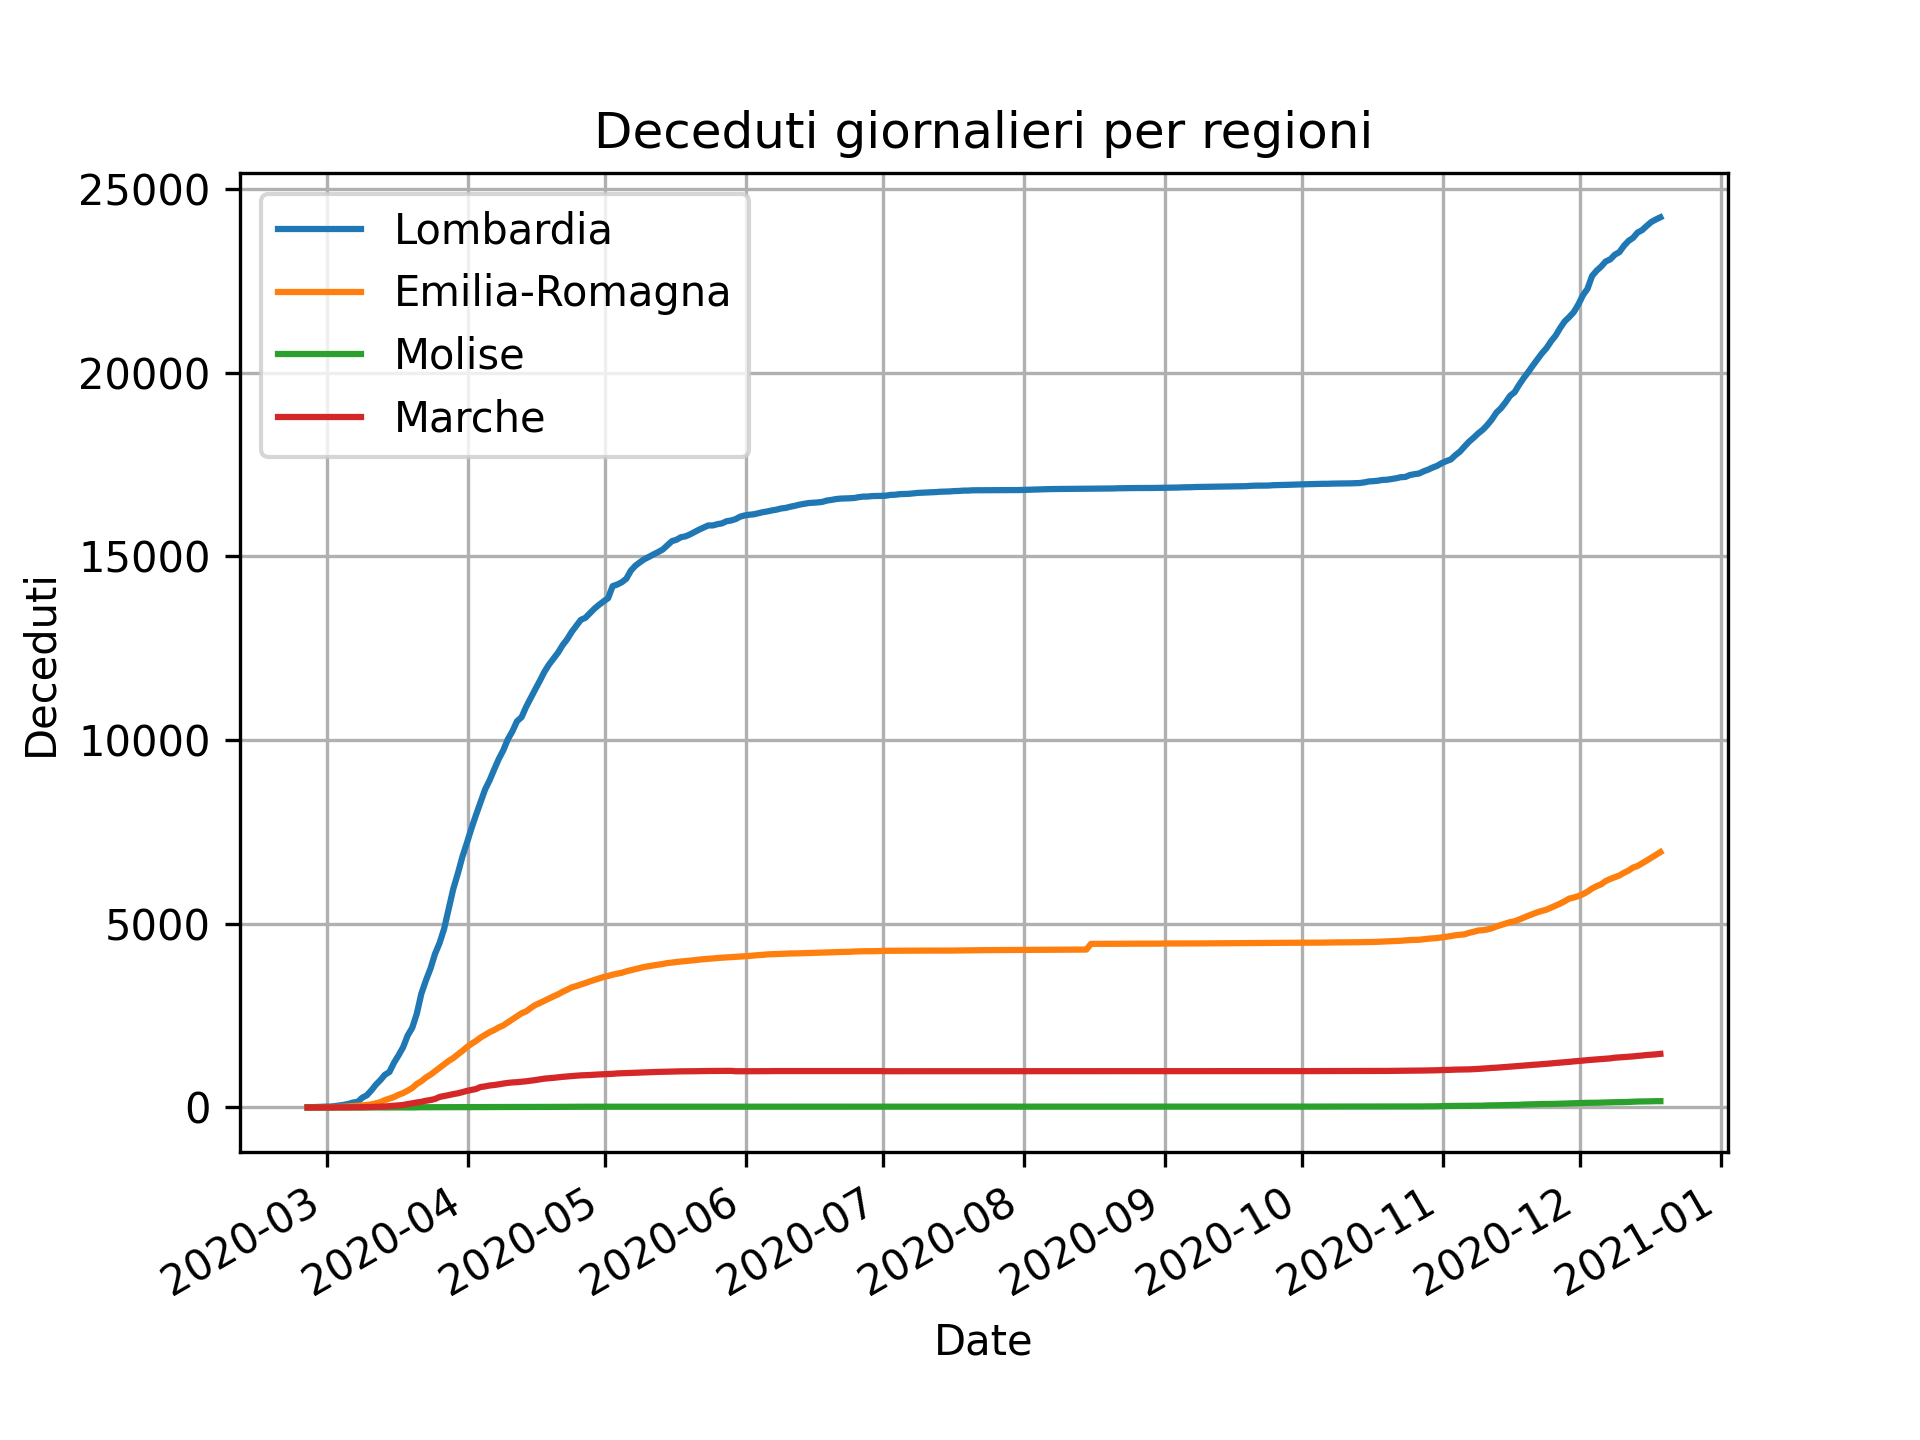 Deceduti giornalieri per regioni
25000
20000
15000
10000
5000
0
Deceduti
Lombardia
Emilia-Romagna
Molise
Marche
2020-03
2020-04
2020-05
2020-06
2020-07
2020-08
2020-09
2020-10
2020-11
2020-12
2021-01
Date